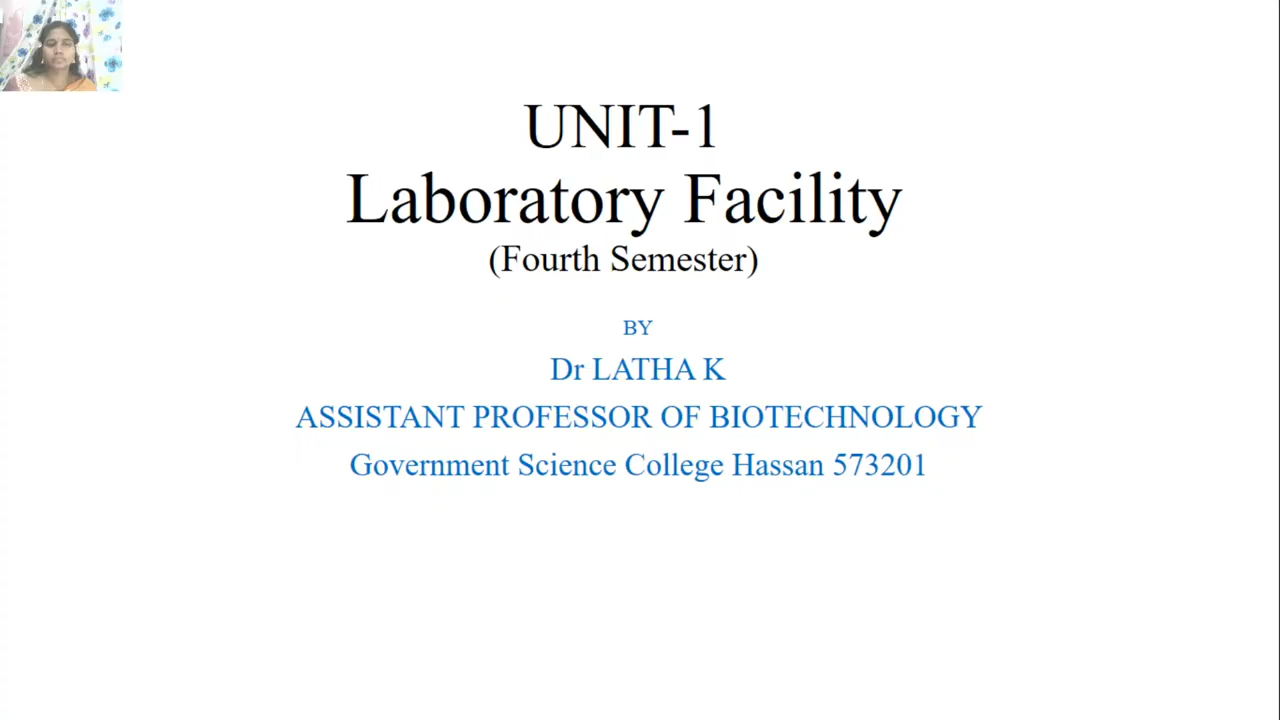 UNIT-1
Laboratory Facility
(Fourth Semester)
BY
Dr LATHA K
ASSISTANT PROFESSOR OF BIOTECHNOLOGY
Government Science College Hassan 573201